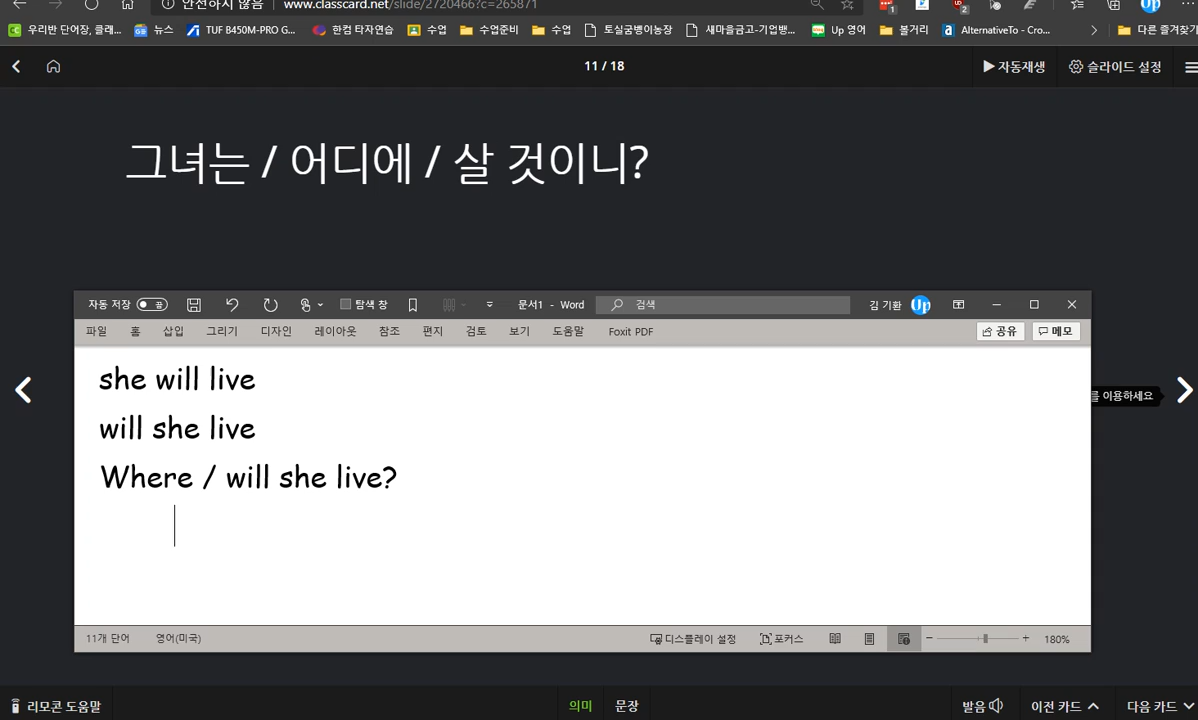 안전하지 않음 www.classcard.net/slide/2720466?c=265871
우리반 단어장, 클래... 뉴스 TUF B450M-PRO G... 한컴 타자연습 수업 수업준비 수업 토실굼벵이농장 새마을금고-기업뱅... Up 영어 볼거리 AlternativeTo - Cro... 다른 즐겨찾기
11 / 18 자동재생 슬라이드 설정
그녀는 / 어디에 / 살 것이니?
자동 저장 끔 탐색 창 문서1 - Word 검색 김 기환 Up
파일 홈 삽입 그리기 디자인 레이아웃 참조 편지 검토 보기 도움말 Foxit PDF 공유 메모
she will live
를 이용하세요
will she live
Where / will she live?
11개 단어 영어(미국) 디스플레이 설정 포커스 180%
리모콘 도움말 의미 문장 발음 이전 카드 다음 카드